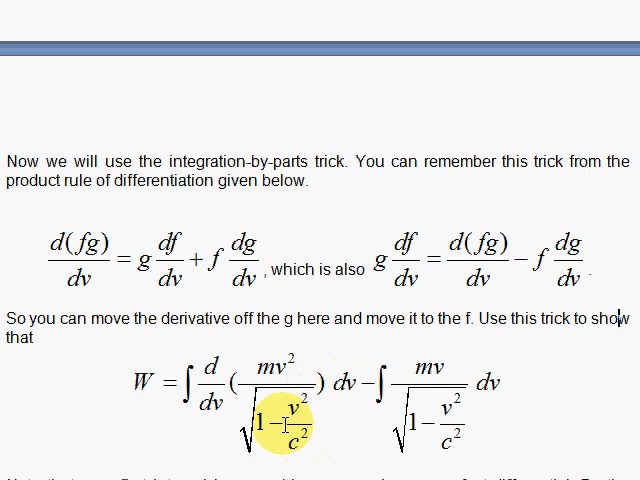 Now we will use the integration-by-parts trick. You can remember this trick from the
product rule of differentiation given below.
d(fg)/dv = g df/dv + f dg/dv , which is also g df/dv = d(fg)/dv − f dg/dv .
So you can move the derivative off the g here and move it to the f. Use this trick to show
that
W = ∫ d/dv ( mv²/√(1 − v²/c²) ) dv − ∫ mv/√(1 − v²/c²) dv